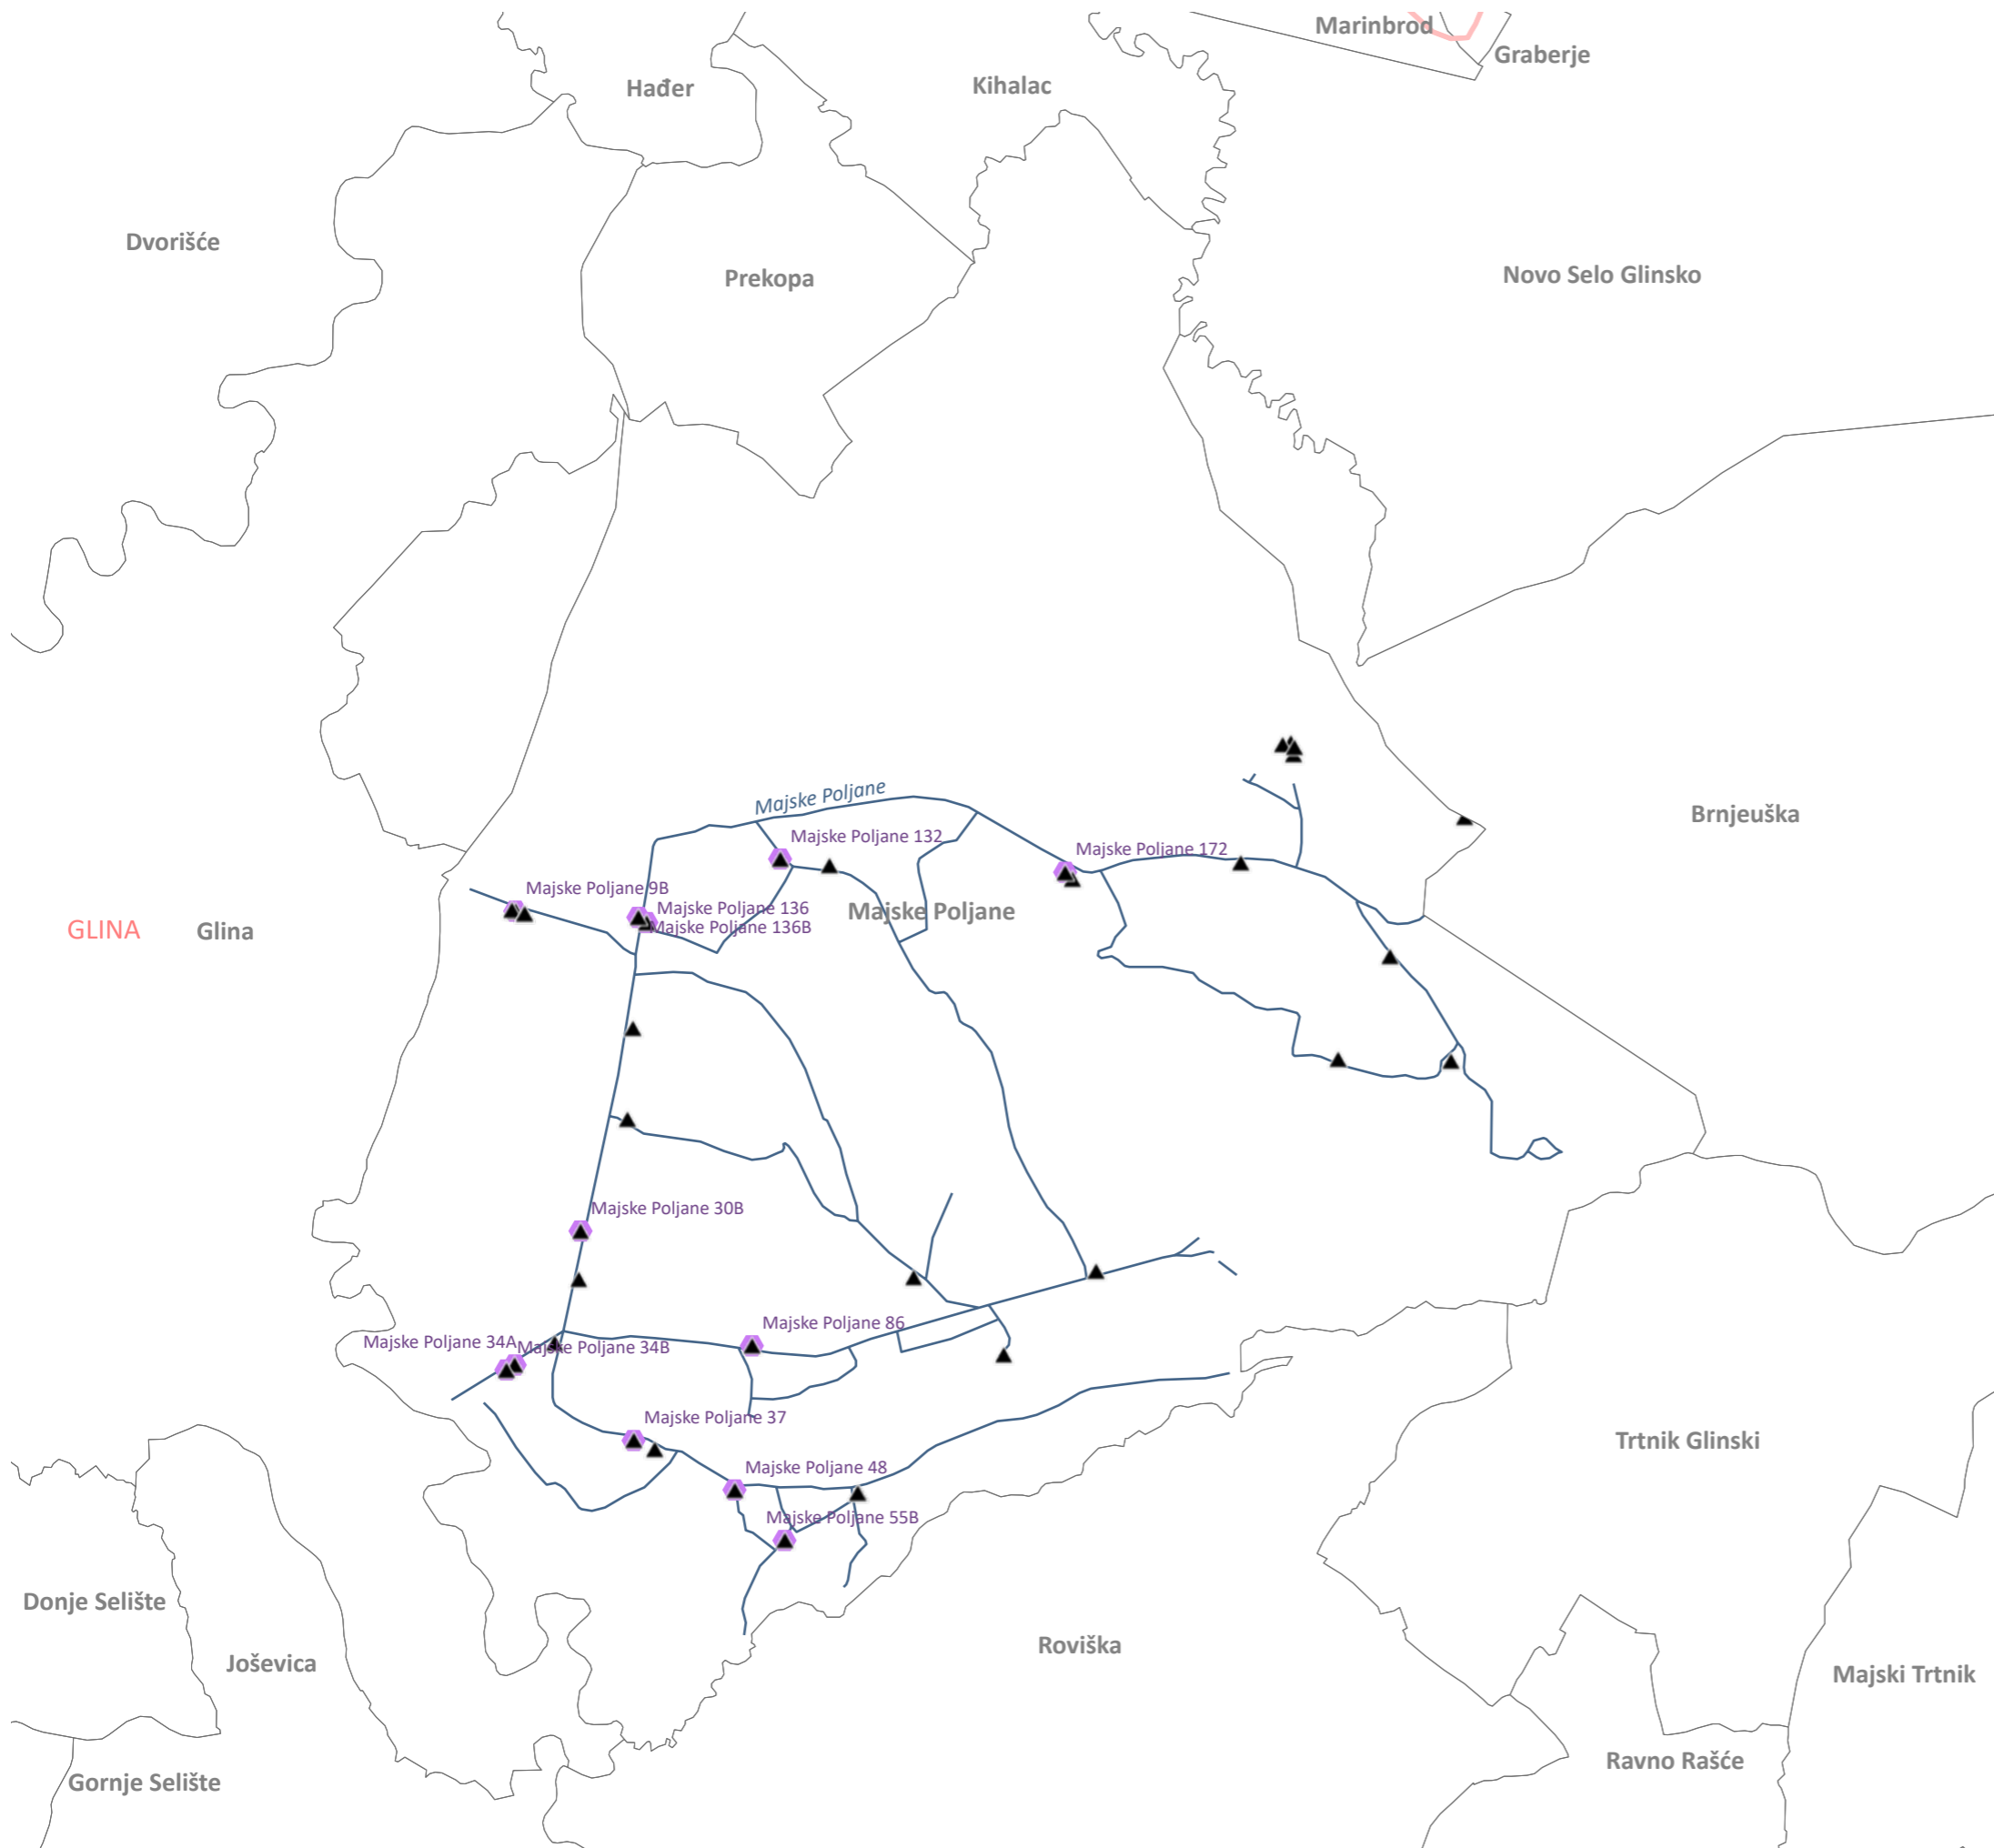 Marinbrod
Graberje
Hađer
Kihalac
Dvorišće
Prekopa
Novo Selo Glinsko
Majske Poljane
Brnjeuška
Majske Poljane 132
Majske Poljane 172
Majske Poljane 9B
Majske Poljane 136
Majske Poljane
Majske Poljane 136B
GLINA
Glina
Majske Poljane 30B
Majske Poljane 86
Majske Poljane 34A
Majske Poljane 34B
Majske Poljane 37
Trtnik Glinski
Majske Poljane 48
Majske Poljane 55B
Donje Selište
Roviška
Joševica
Majski Trtnik
Ravno Rašće
Gornje Selište